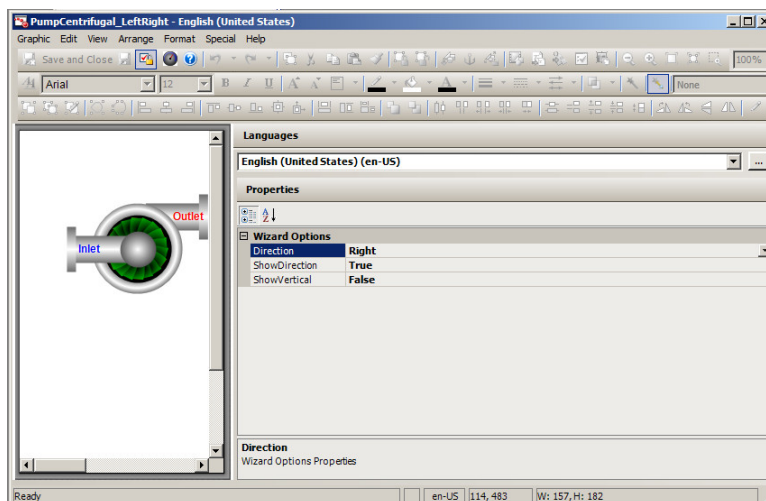 PumpCentrifugal_LeftRight - English (United States)
Graphic Edit View Arrange Format Special Help
Save and Close 100%
Arial 12 B I U A A A None
Languages
English (United States) (en-US) ...
Properties
Outlet
Inlet
Wizard Options
Direction Right
ShowDirection True
ShowVertical False
Direction
Wizard Options Properties
Ready en-US 114, 483 W: 157, H: 182